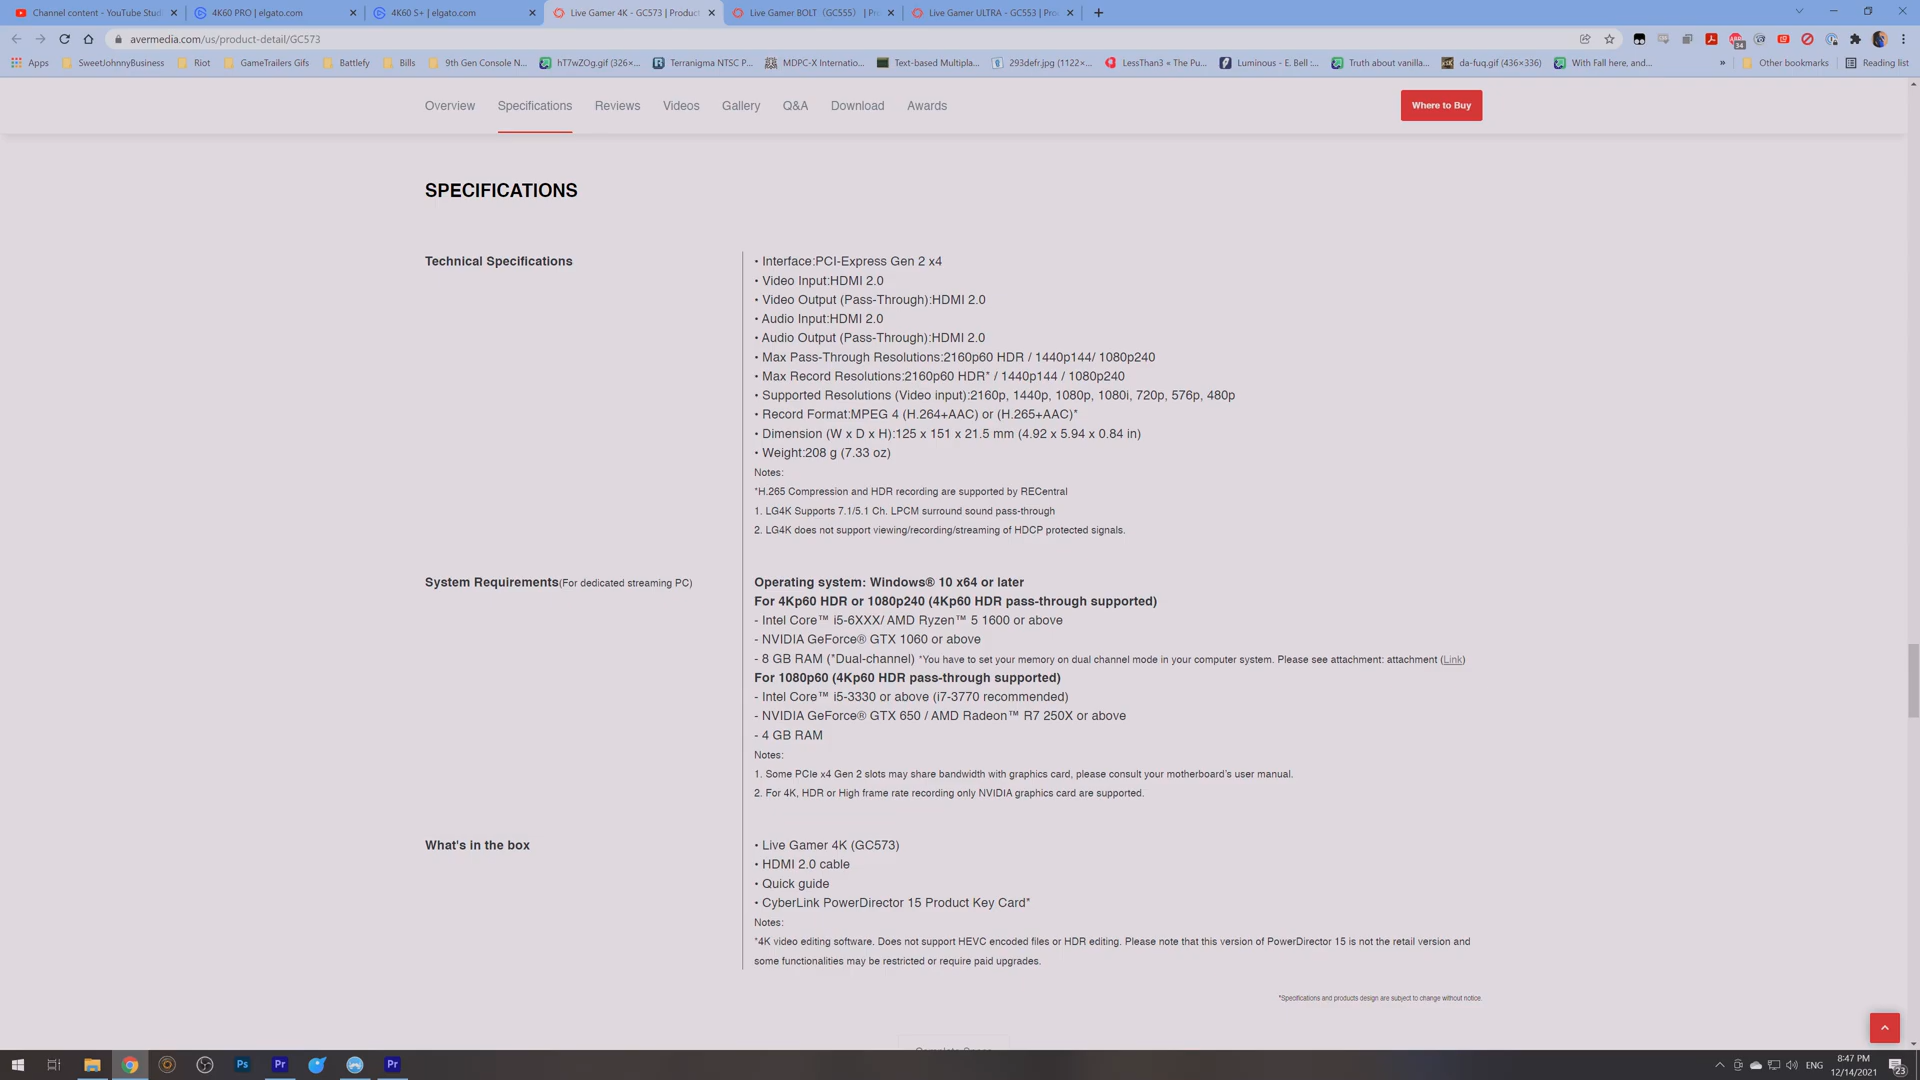 Channel content - YouTube Stud
4K60 PRO | elgato.com
4K60 S+ | elgato.com
Live Gamer 4K - GC573 | Product
Live Gamer BOLT（GC555） | Pr
Live Gamer ULTRA - GC553 | Pro
avermedia.com/us/product-detail/GC573
34
Apps
SweetJohnnyBusiness
Riot
GameTrailers Gifs
Battlefy
Bills
9th Gen Console N...
hT7wZOg.gif (326×...
Terranigma NTSC P...
MDPC-X Internatio...
Text-based Multipla...
293defr.jpg (1122×...
LessThan3 « The Pu...
Luminous - E. Bell :...
Truth about vanilla...
da-fuq.gif (436×336)
With Fall here, and...
»
Other bookmarks
Reading list
Overview
Specifications
Reviews
Videos
Gallery
Q&A
Download
Awards
Where to Buy
SPECIFICATIONS
Technical Specifications
• Interface:PCI-Express Gen 2 x4
• Video Input:HDMI 2.0
• Video Output (Pass-Through):HDMI 2.0
• Audio Input:HDMI 2.0
• Audio Output (Pass-Through):HDMI 2.0
• Max Pass-Through Resolutions:2160p60 HDR / 1440p144/ 1080p240
• Max Record Resolutions:2160p60 HDR* / 1440p144 / 1080p240
• Supported Resolutions (Video input):2160p, 1440p, 1080p, 1080i, 720p, 576p, 480p
• Record Format:MPEG 4 (H.264+AAC) or (H.265+AAC)*
• Dimension (W x D x H):125 x 151 x 21.5 mm (4.92 x 5.94 x 0.84 in)
• Weight:208 g (7.33 oz)
Notes:
*H.265 Compression and HDR recording are supported by RECentral
1. LG4K Supports 7.1/5.1 Ch. LPCM surround sound pass-through
2. LG4K does not support viewing/recording/streaming of HDCP protected signals.
System Requirements(For dedicated streaming PC)
Operating system: Windows® 10 x64 or later
For 4Kp60 HDR or 1080p240 (4Kp60 HDR pass-through supported)
- Intel Core™ i5-6XXX/ AMD Ryzen™ 5 1600 or above
- NVIDIA GeForce® GTX 1060 or above
- 8 GB RAM (*Dual-channel) *You have to set your memory on dual channel mode in your computer system. Please see attachment: attachment (Link)
For 1080p60 (4Kp60 HDR pass-through supported)
- Intel Core™ i5-3330 or above (i7-3770 recommended)
- NVIDIA GeForce® GTX 650 / AMD Radeon™ R7 250X or above
- 4 GB RAM
Notes:
1. Some PCIe x4 Gen 2 slots may share bandwidth with graphics card, please consult your motherboard's user manual.
2. For 4K, HDR or High frame rate recording only NVIDIA graphics card are supported.
What's in the box
• Live Gamer 4K (GC573)
• HDMI 2.0 cable
• Quick guide
• CyberLink PowerDirector 15 Product Key Card*
Notes:
*4K video editing software. Does not support HEVC encoded files or HDR editing. Please note that this version of PowerDirector 15 is not the retail version and
some functionalities may be restricted or require paid upgrades.
*Specifications and products design are subject to change without notice.
Ps
Pr
Pr
ENG
8:47 PM
12/14/2021
23